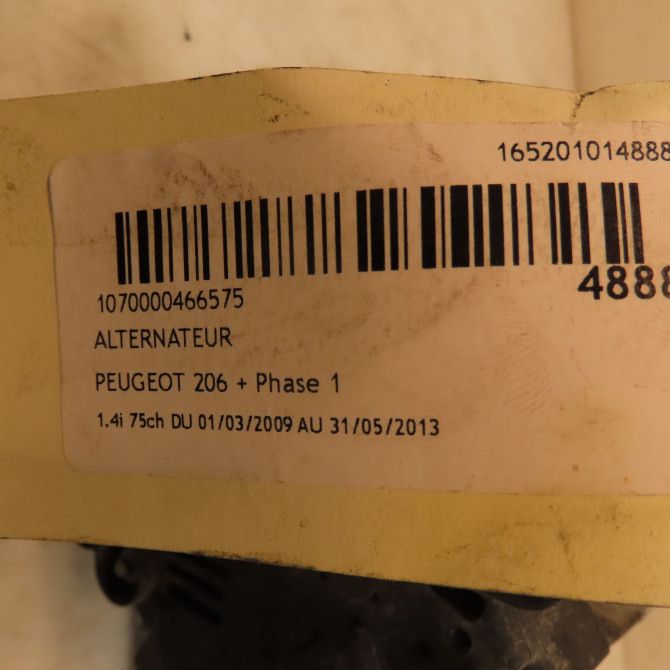 165201014888
4888
1070000466575
ALTERNATEUR
PEUGEOT 206 + Phase 1
1.4i 75ch DU 01/03/2009 AU 31/05/2013